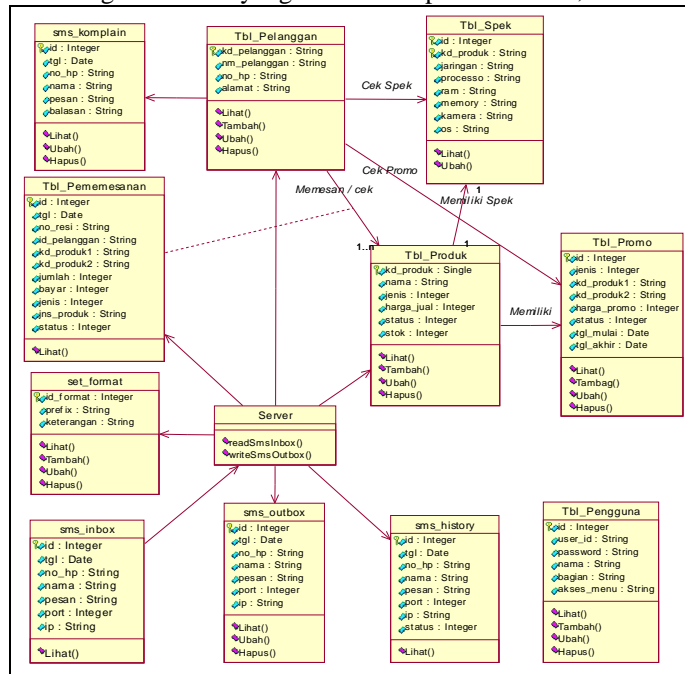 sms_komplain
id : Integer
tgl : Date
no_hp : String
nama : String
pesan : String
balasan : String
Lihat()
Ubah()
Hapus()
Tbl_Pelanggan
kd_pelanggan : String
nm_pelanggan : String
no_hp : String
alamat : String
Lihat()
Tambah()
Ubah()
Hapus()
Tbl_Spek
id : Integer
kd_produk : String
jaringan : String
processo : String
ram : String
memory : String
kamera : String
os : String
Lihat()
Ubah()
Cek Spek
Cek Promo
Memesan / cek
Memiliki Spek
1
1
1..n
Tbl_Pememesanan
id : Integer
tgl : Date
no_resi : String
id_pelanggan : String
kd_produk1 : String
kd_produk2 : String
jumlah : Integer
bayar : Integer
jenis : Integer
jns_produk : String
status : Integer
Lihat()
Tbl_Produk
kd_produk : Single
nama : String
jenis : Integer
harga_jual : Integer
status : Integer
stok : Integer
Lihat()
Tambah()
Ubah()
Hapus()
Memiliki
Tbl_Promo
id : Integer
jenis : Integer
kd_produk1 : String
kd_produk2 : String
harga_promo : Integer
status : Integer
tgl_mulai : Date
tgl_akhir : Date
Lihat()
Tambag()
Ubah()
Hapus()
set_format
id_format : Integer
prefix : String
keterangan : String
Lihat()
Tambah()
Ubah()
Hapus()
Server
readSmsInbox()
writeSmsOutbox()
sms_inbox
id : Integer
tgl : Date
no_hp : String
nama : String
pesan : String
port : Integer
ip : String
Lihat()
sms_outbox
id : Integer
tgl : Date
no_hp : String
nama : String
pesan : String
port : Integer
ip : String
Lihat()
Ubah()
Hapus()
sms_history
id : Integer
tgl : Date
no_hp : String
nama : String
pesan : String
port : Integer
ip : String
status : Integer
Lihat()
Tbl_Pengguna
id : Integer
user_id : String
password : String
nama : String
bagian : String
akses_menu : String
Lihat()
Tambah()
Ubah()
Hapus()